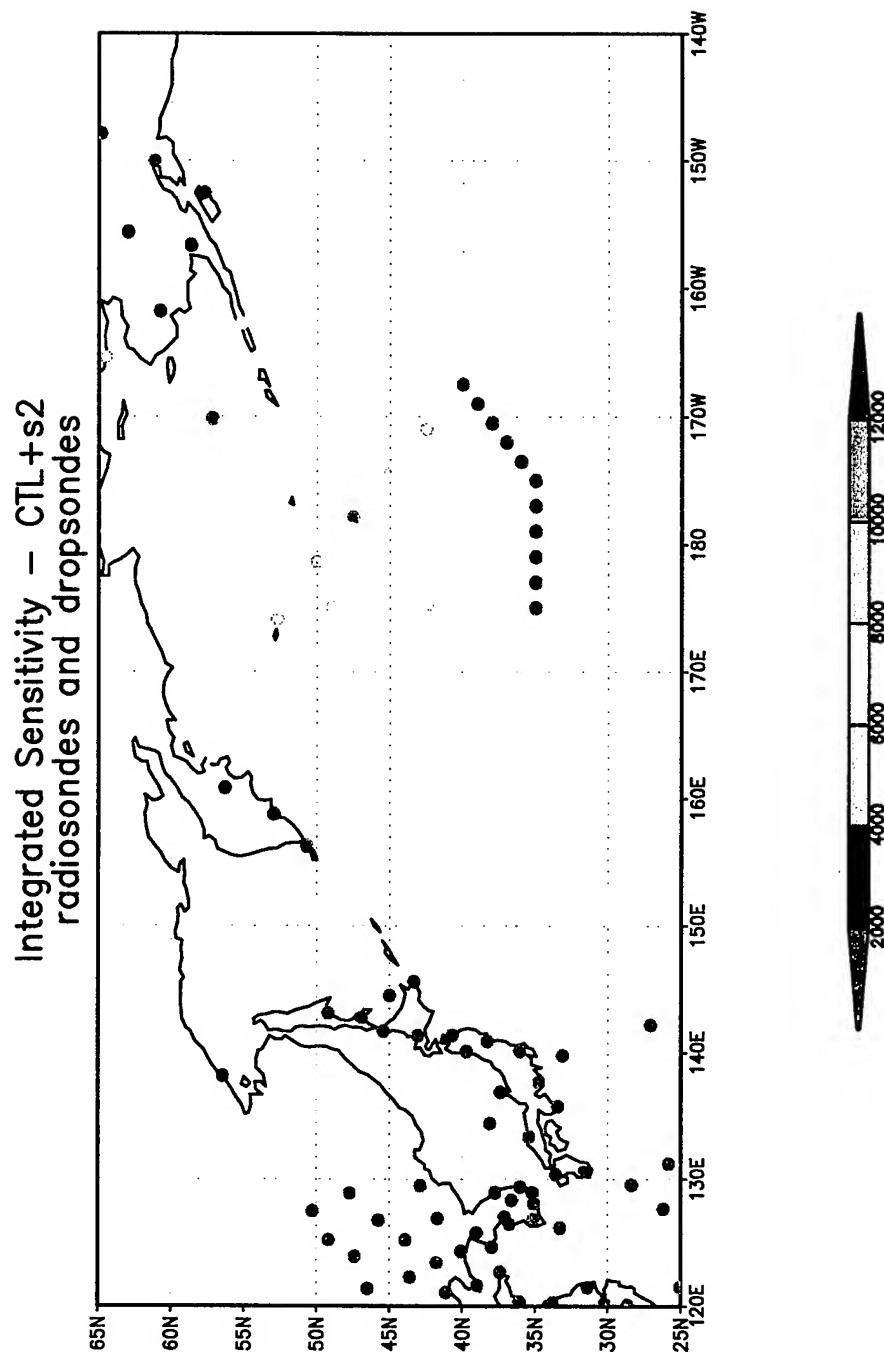 Integrated Sensitivity – CTL+s2
radiosondes and dropsondes
65N
60N
55N
50N
45N
40N
35N
30N
25N
120E
130E
140E
150E
160E
170E
180
170W
160W
150W
140W
2000
4000
6000
8000
10000
12000